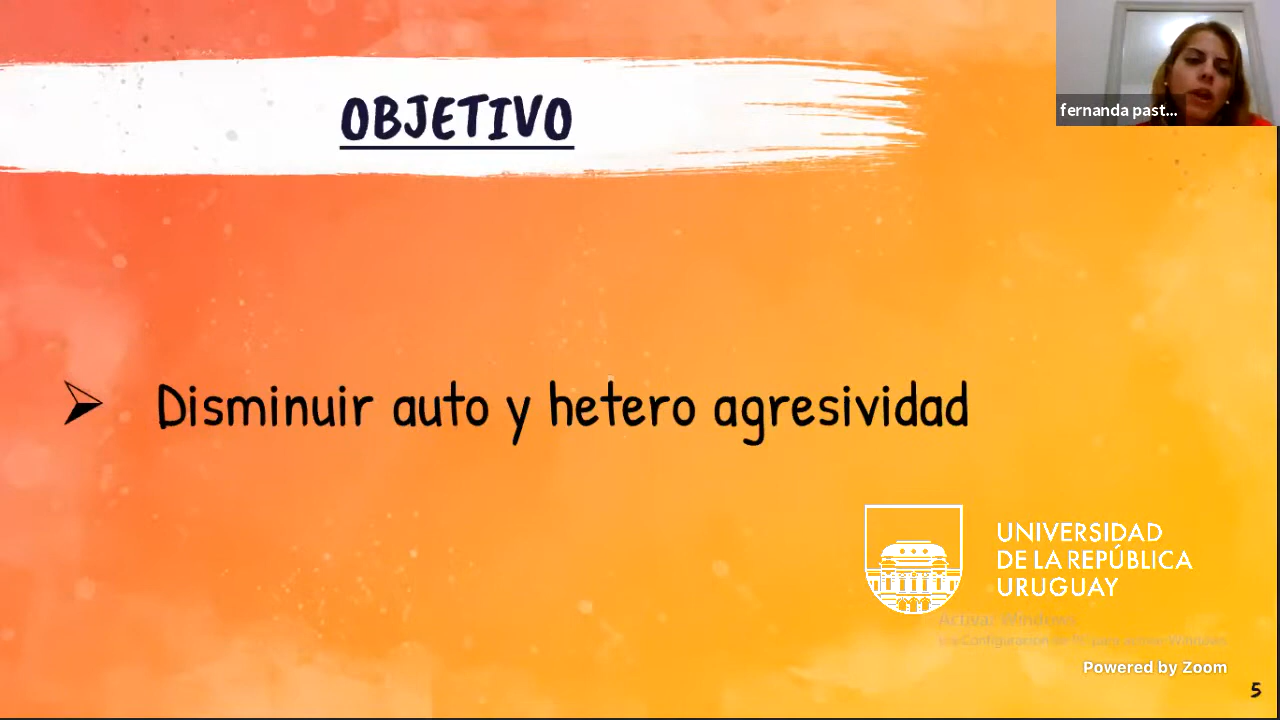 OBJETIVO
fernanda past...
➢ Disminuir auto y hetero agresividad
UNIVERSIDAD
DE LA REPÚBLICA
URUGUAY
Activar Windows
Powered by Zoom
5